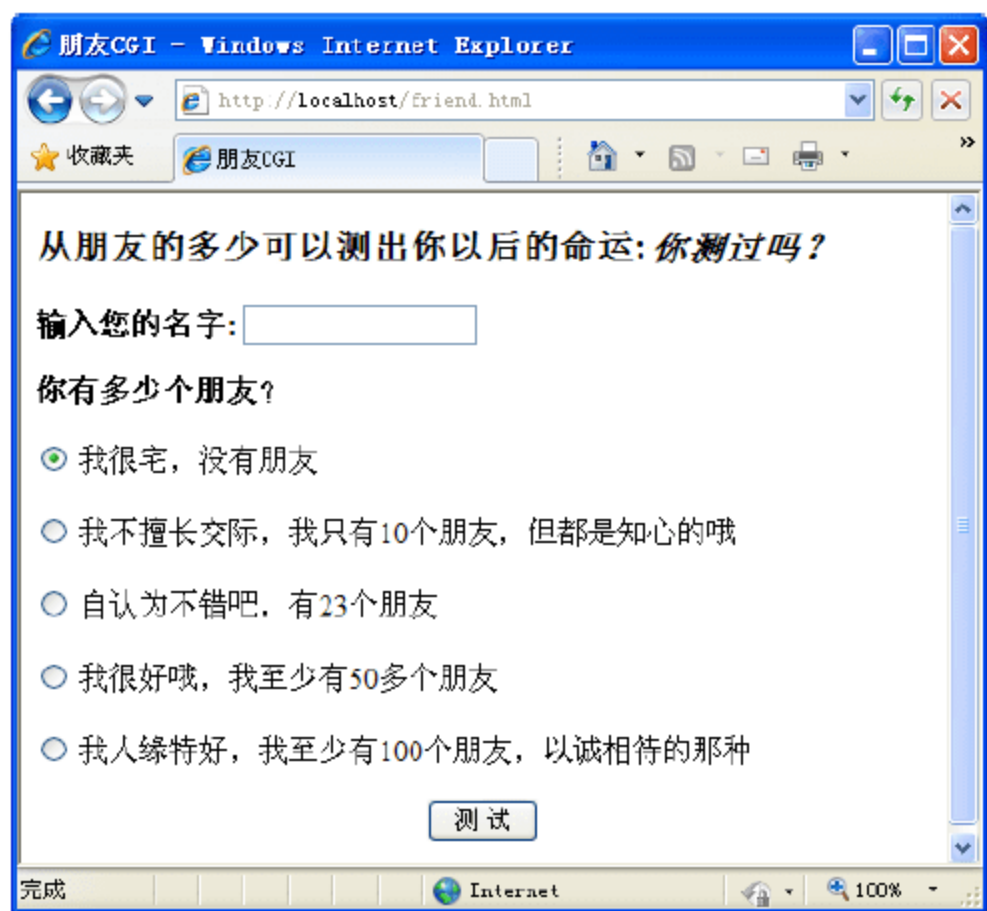 朋友CGI - Windows Internet Explorer
http://localhost/friend.html
收藏夹
朋友CGI
»
从朋友的多少可以测出你以后的命运:你测过吗?
输入您的名字:
你有多少个朋友?
我很宅，没有朋友
我不擅长交际，我只有10个朋友，但都是知心的哦
自认为不错吧．有23个朋友
我很好哦，我至少有50多个朋友
我人缘特好，我至少有100个朋友，以诚相待的那种
测 试
完成
Internet
100%